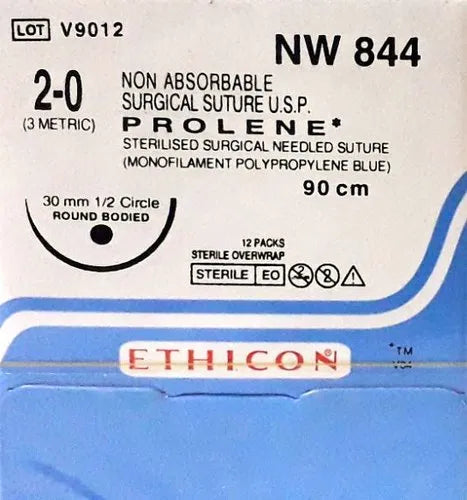 LOT V9012
NW 844
2-0
(3 METRIC)
NON ABSORBABLE
SURGICAL SUTURE U.S.P.
PROLENE*
STERILISED SURGICAL NEEDLED SUTURE
(MONOFILAMENT POLYPROPYLENE BLUE)
90 cm
30 mm 1/2 Circle
ROUND BODIED
12 PACKS
STERILE OVERWRAP
STERILE EO
ETHICON
*TM